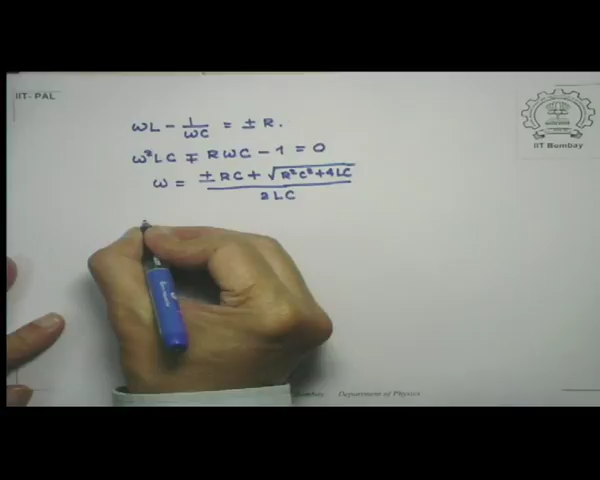 IIT- PAL
ωL - 1/ωC = ± R.
ω²LC ∓ RωC - 1 = 0
ω = (± RC + √(R²C²+4LC)) / 2LC
IIT Bombay
Department of Physics